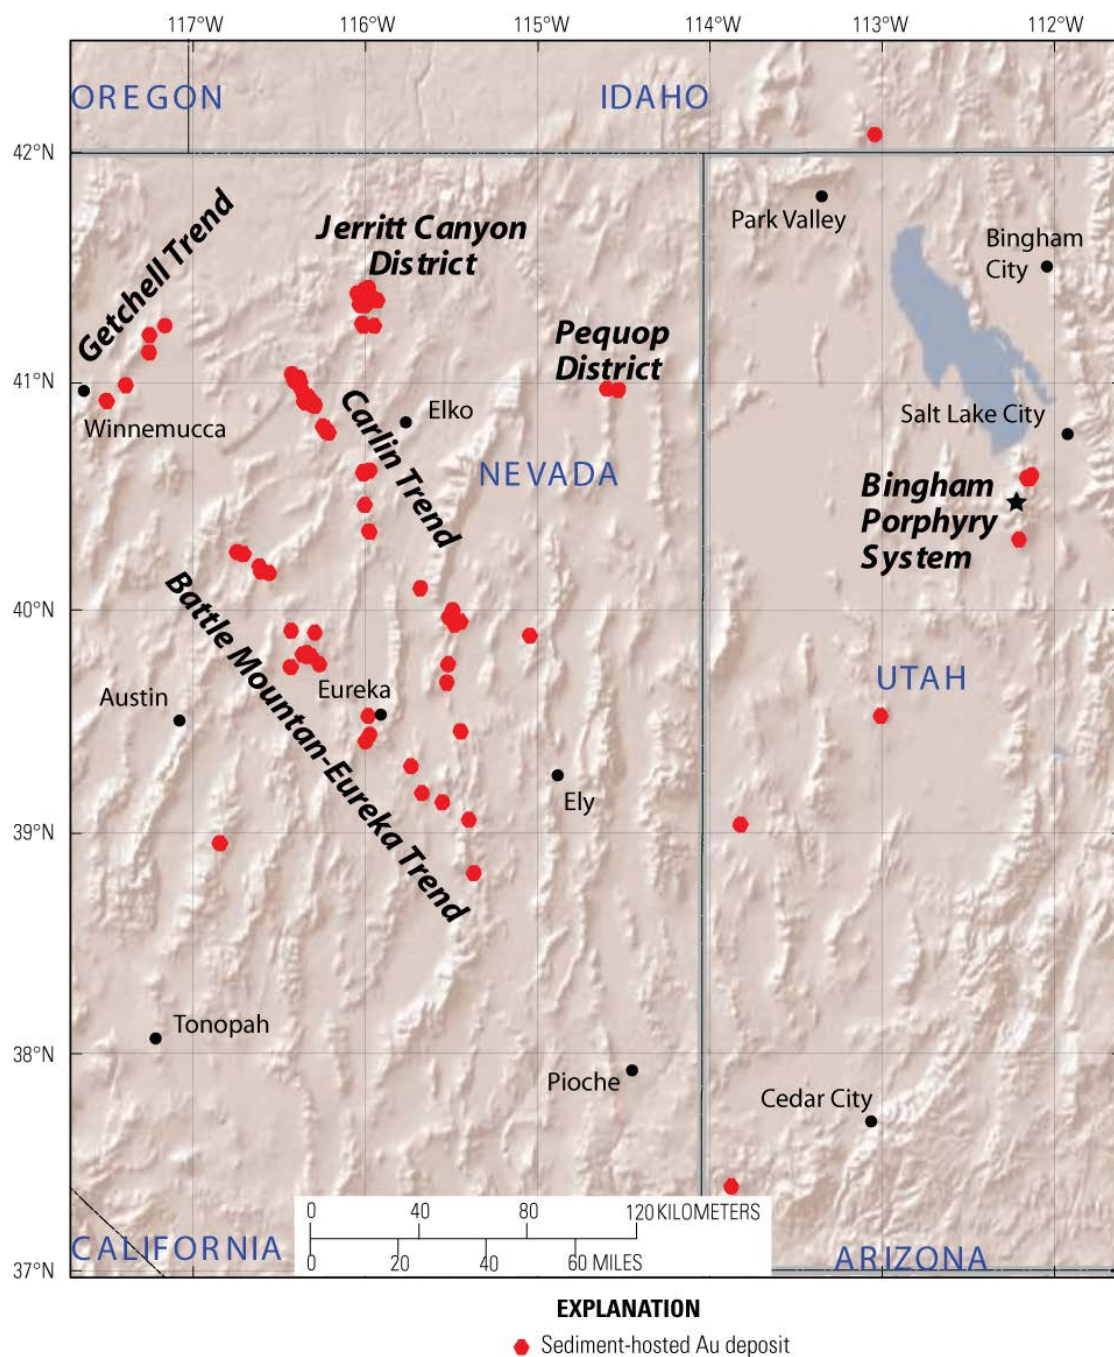 117°W 116°W 115°W 114°W 113°W 112°W
OREGON
IDAHO
42°N
Getchell Trend
Jerritt Canyon
District
Park Valley
Bingham
City
Pequop
District
41°N
Winnemucca
Carlin Trend
Elko
Salt Lake City
NEVADA
Bingham
Porphyry
System
40°N
Battle Mountan-Eureka Trend
Austin
Eureka
UTAH
Ely
39°N
Tonopah
38°N
Pioche
Cedar City
0 40 80 120 KILOMETERS
0 20 40 60 MILES
CALIFORNIA
ARIZONA
37°N
EXPLANATION
Sediment-hosted Au deposit